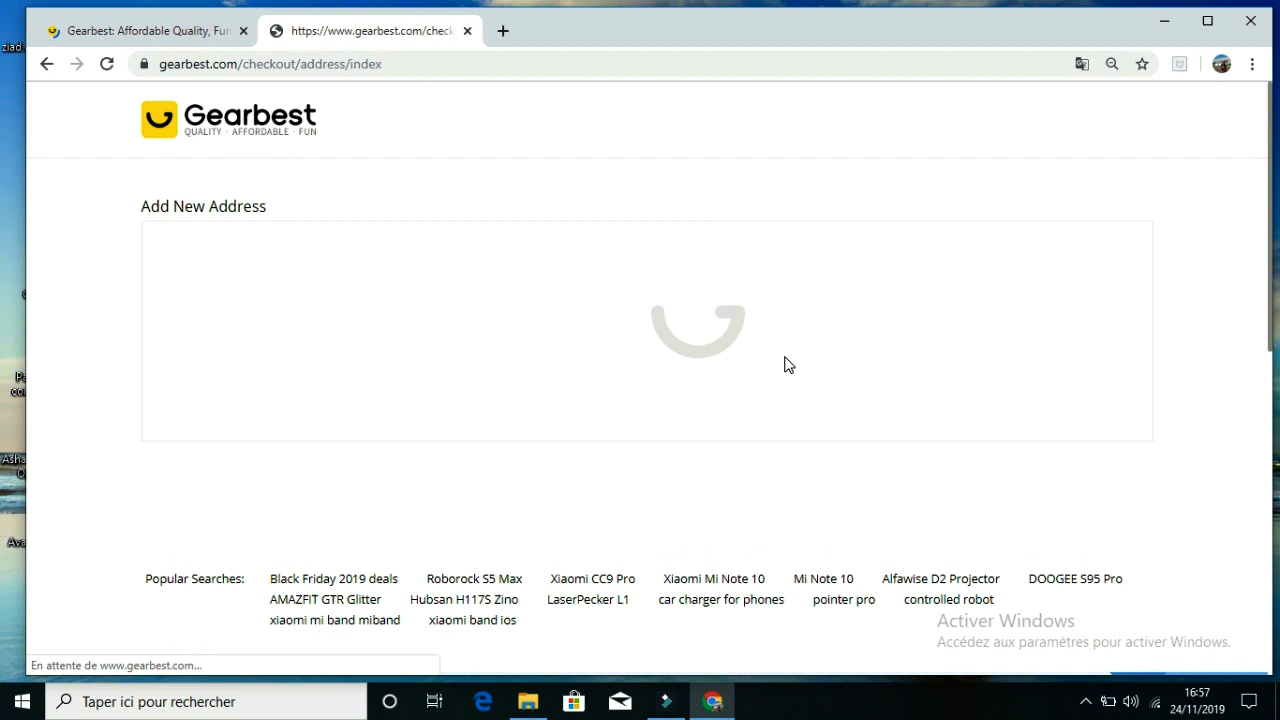 Gearbest: Affordable Quality, Fun
https://www.gearbest.com/check
gearbest.com/checkout/address/index
Gearbest
QUALITY · AFFORDABLE · FUN
Add New Address
Popular Searches: Black Friday 2019 deals Roborock S5 Max Xiaomi CC9 Pro Xiaomi Mi Note 10 Mi Note 10 Alfawise D2 Projector DOOGEE S95 Pro
AMAZFIT GTR Glitter Hubsan H117S Zino LaserPecker L1 car charger for phones pointer pro controlled robot
xiaomi mi band miband xiaomi band ios
Activer Windows
Accédez aux paramètres pour activer Windows.
En attente de www.gearbest.com...
Taper ici pour rechercher
16:57
24/11/2019
ziad